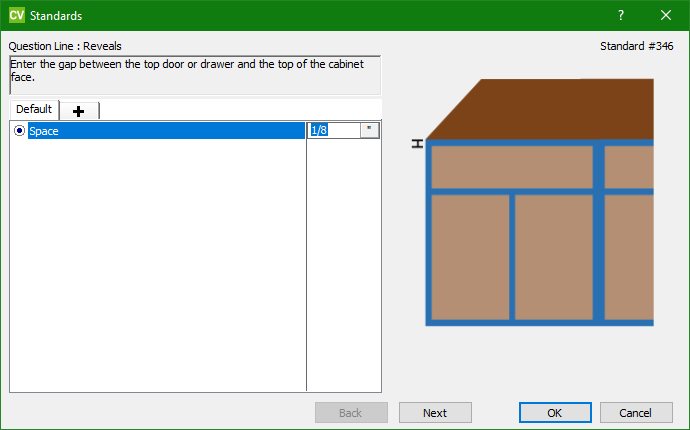 CV Standards
Question Line : Reveals
Standard #346
Enter the gap between the top door or drawer and the top of the cabinet
face.
Default
Space 1/8 "
H
Back Next OK Cancel